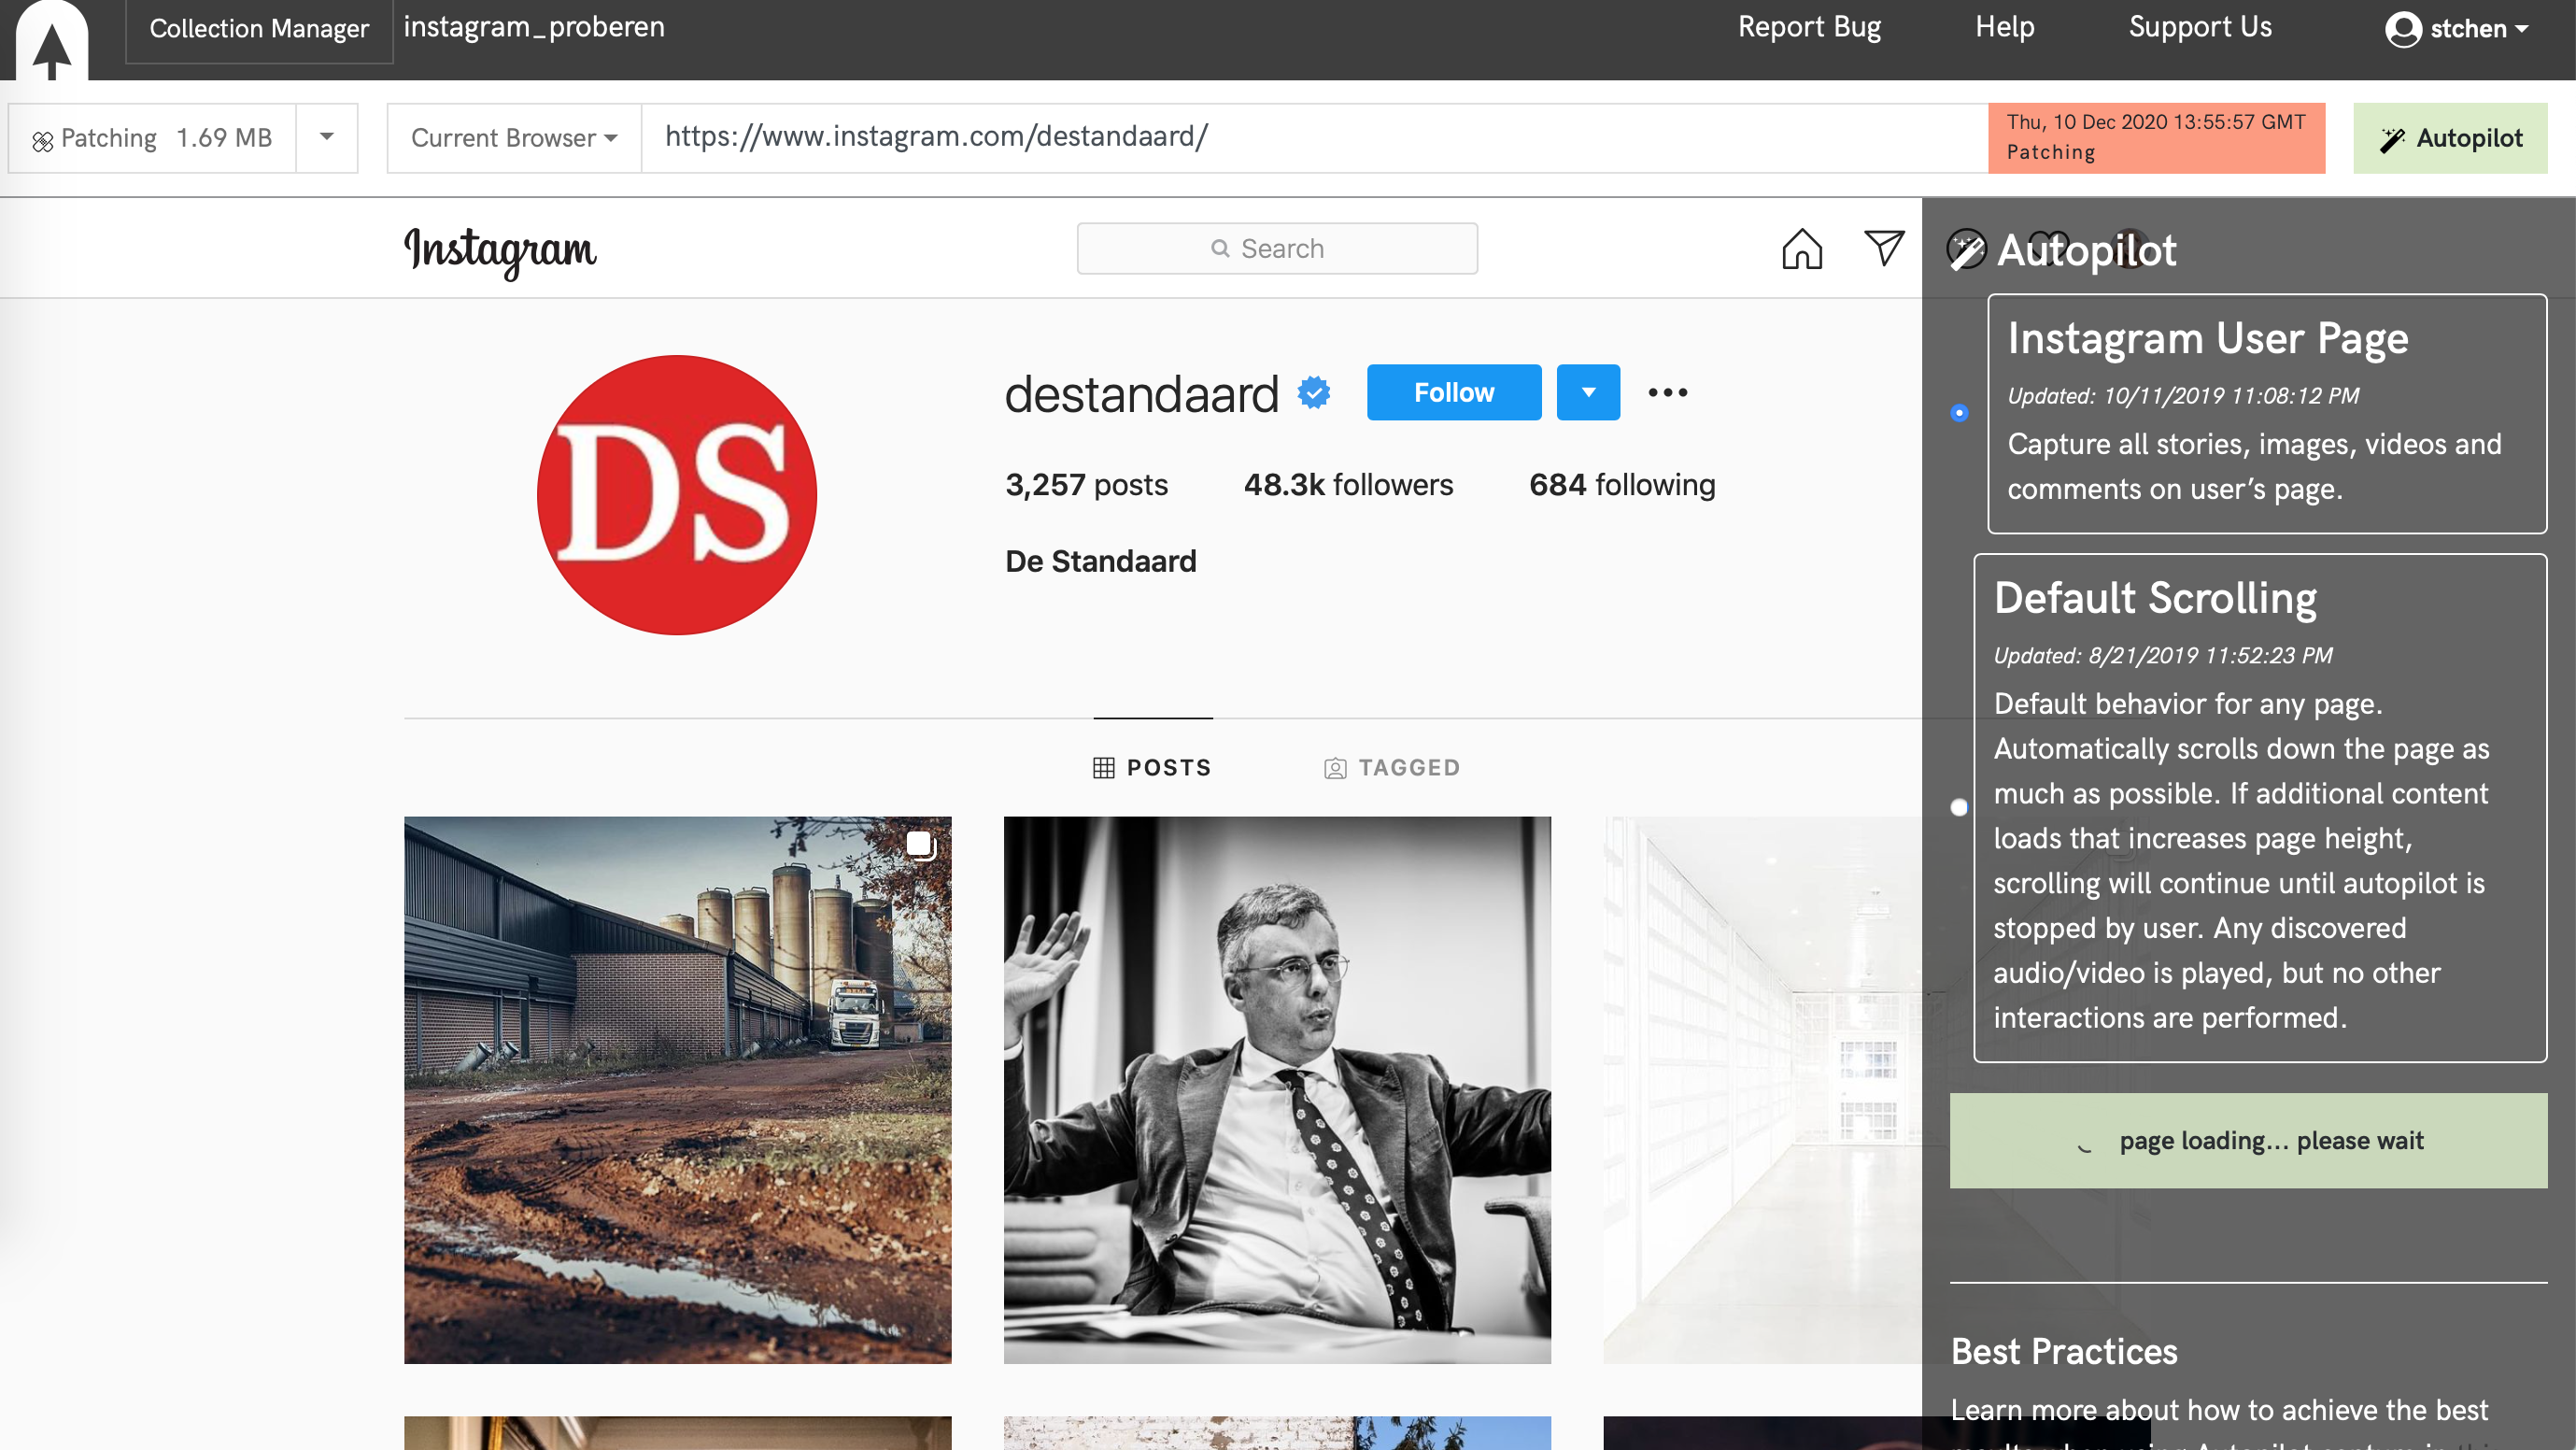 Collection Manager
instagram_proberen
Report Bug
Help
Support Us
stchen
Patching 1.69 MB
Current Browser
https://www.instagram.com/destandaard/
Thu, 10 Dec 2020 13:55:57 GMT
Patching
Autopilot
Instagram
Search
destandaard
Follow
3,257 posts
48.3k followers
684 following
De Standaard
DS
POSTS
TAGGED
Autopilot
Instagram User Page
Updated: 10/11/2019 11:08:12 PM
Capture all stories, images, videos and
comments on user’s page.
Default Scrolling
Updated: 8/21/2019 11:52:23 PM
Default behavior for any page.
Automatically scrolls down the page as
much as possible. If additional content
loads that increases page height,
scrolling will continue until autopilot is
stopped by user. Any discovered
audio/video is played, but no other
interactions are performed.
page loading... please wait
Best Practices
Learn more about how to achieve the best